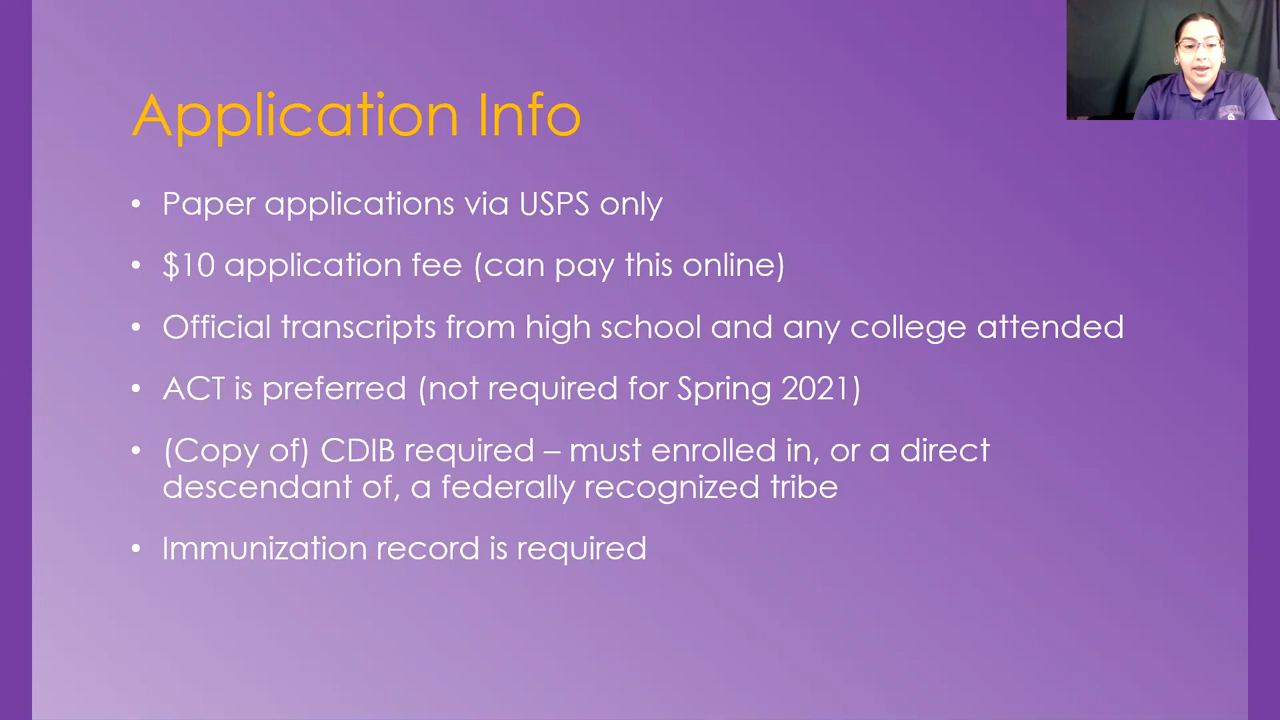 Application Info
• Paper applications via USPS only
• $10 application fee (can pay this online)
• Official transcripts from high school and any college attended
• ACT is preferred (not required for Spring 2021)
• (Copy of) CDIB required – must enrolled in, or a direct
descendant of, a federally recognized tribe
• Immunization record is required